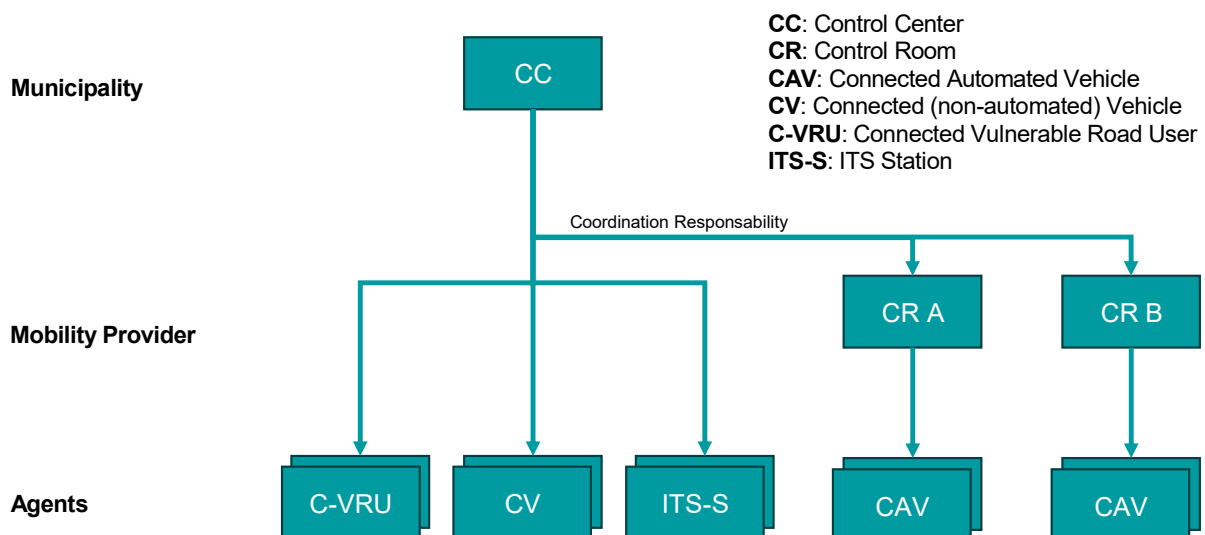 CC: Control Center
CR: Control Room
CAV: Connected Automated Vehicle
CV: Connected (non-automated) Vehicle
C-VRU: Connected Vulnerable Road User
ITS-S: ITS Station
Municipality
CC
Coordination Responsability
Mobility Provider
CR A
CR B
Agents
C-VRU
CV
ITS-S
CAV
CAV